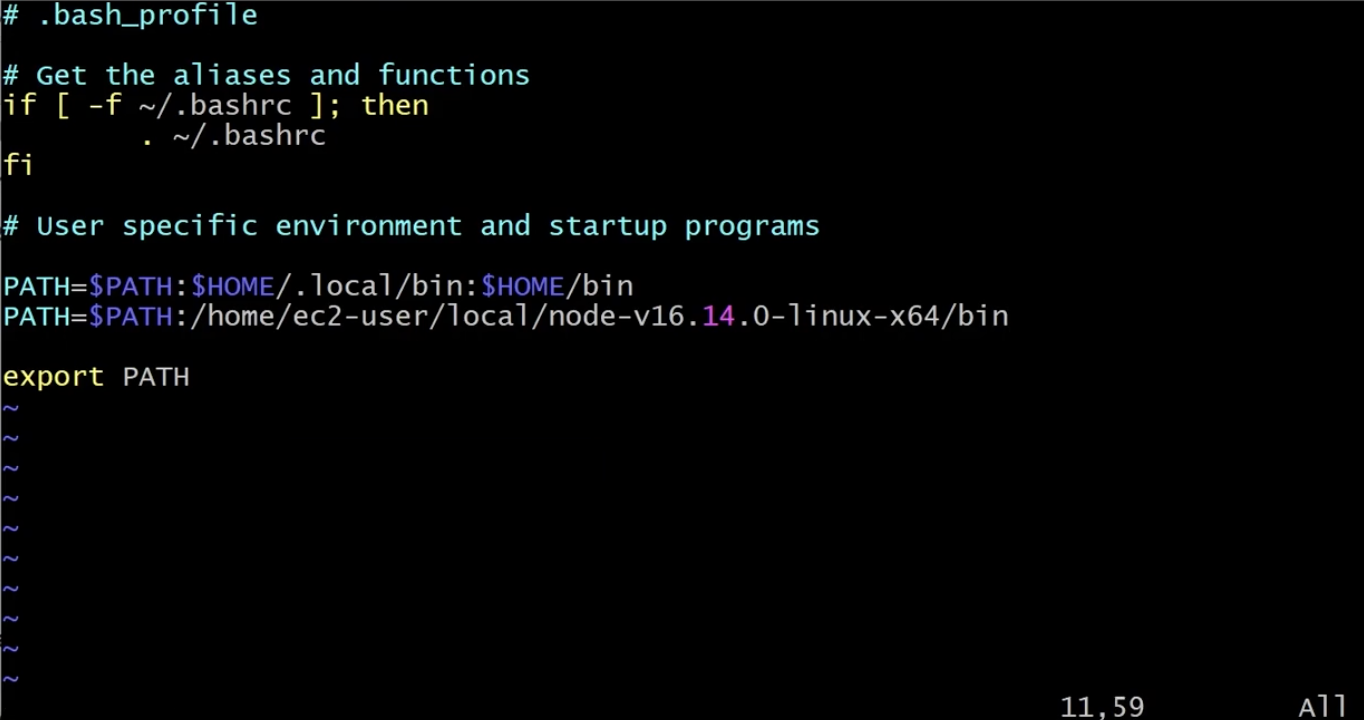 # .bash_profile
# Get the aliases and functions
if [ -f ~/.bashrc ]; then
        . ~/.bashrc
fi
# User specific environment and startup programs
PATH=$PATH:$HOME/.local/bin:$HOME/bin
PATH=$PATH:/home/ec2-user/local/node-v16.14.0-linux-x64/bin
export PATH
~
~
~
~
~
~
~
~
~
~
11,59 All